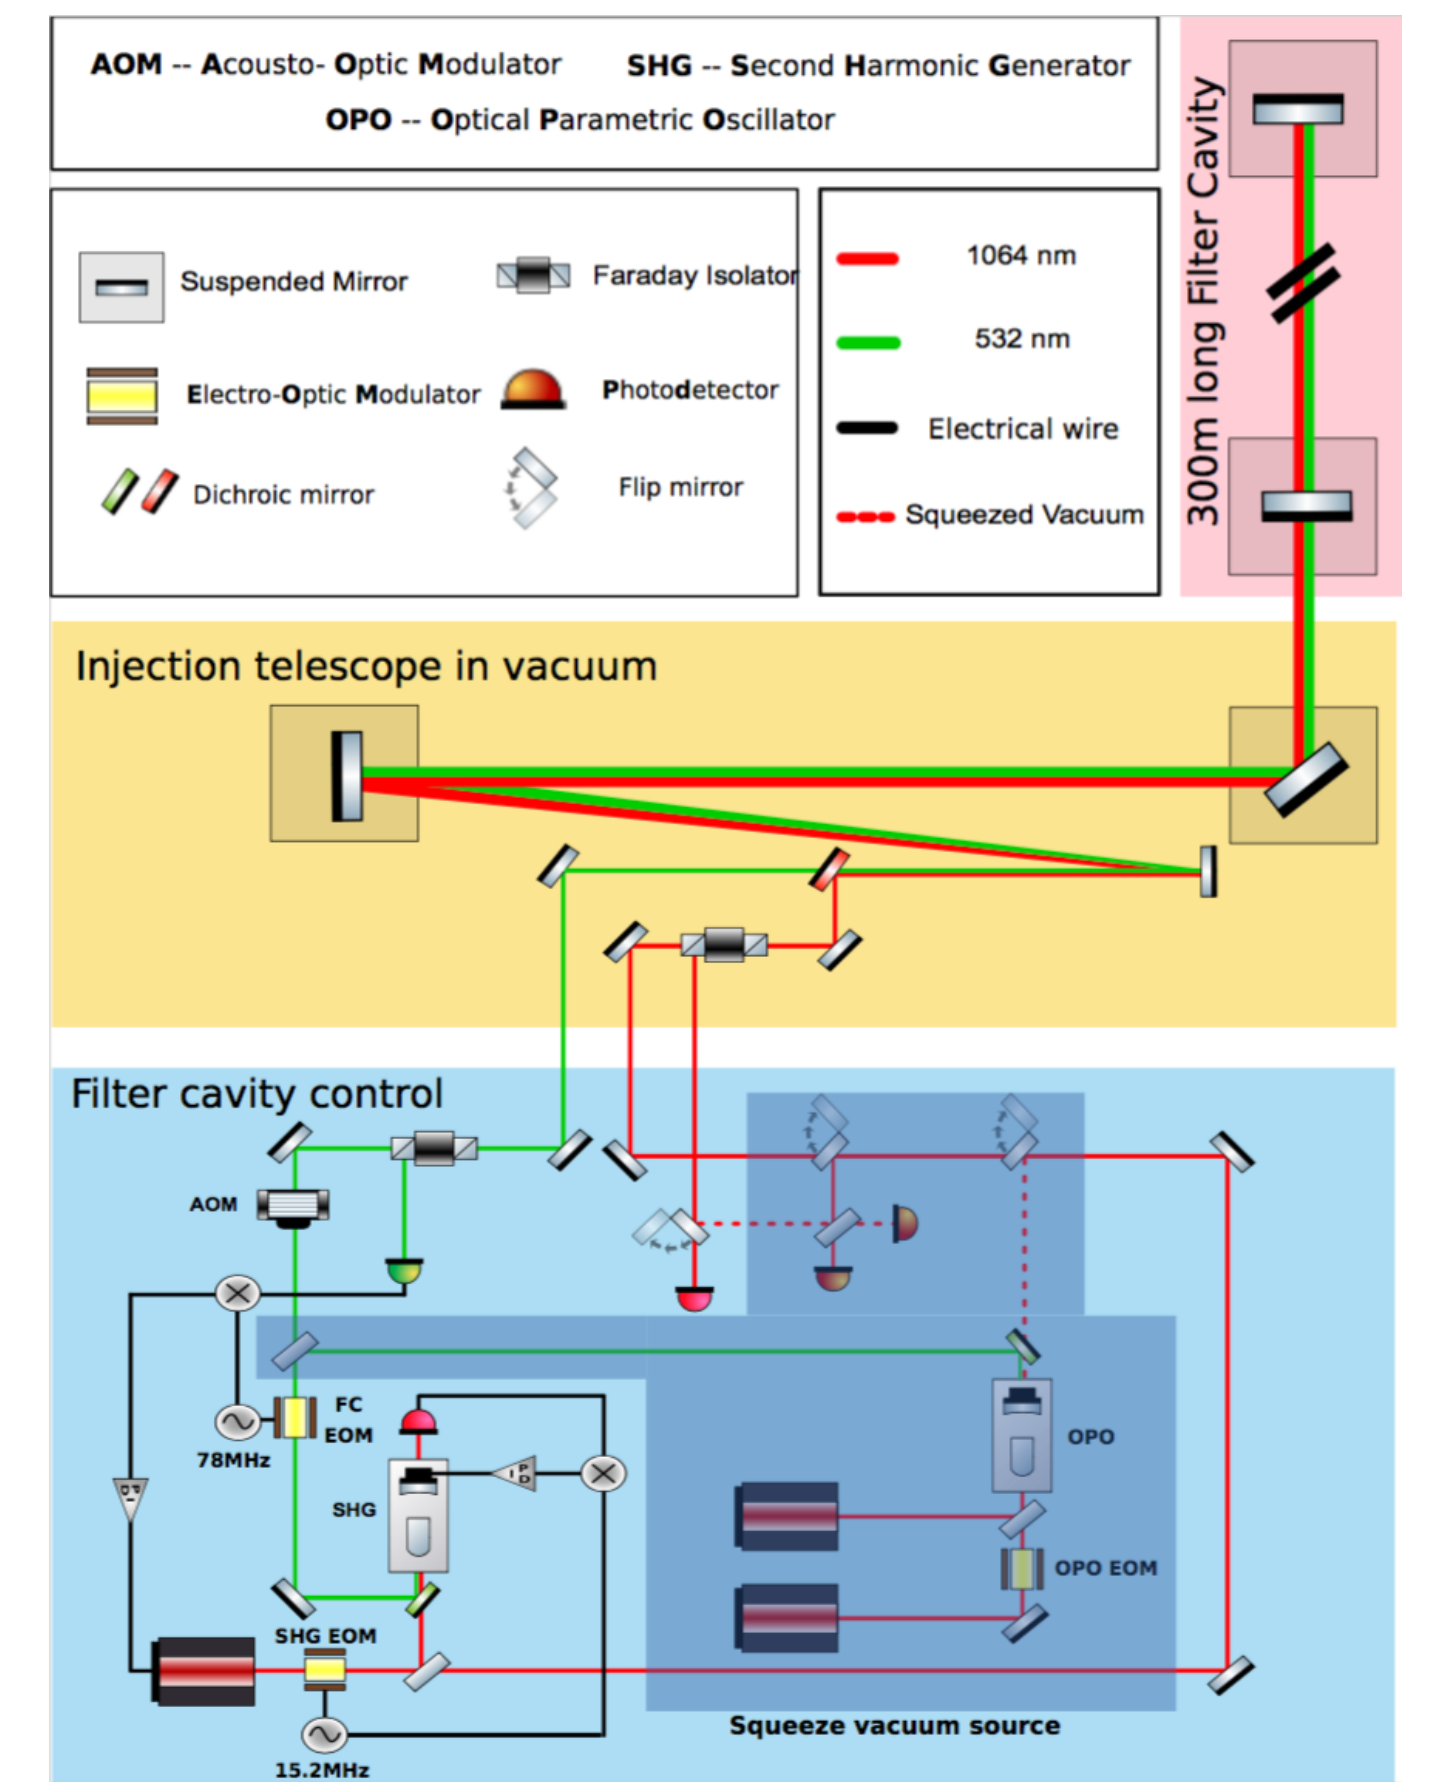 AOM -- Acousto- Optic Modulator
SHG -- Second Harmonic Generator
OPO -- Optical Parametric Oscillator
Suspended Mirror
Faraday Isolator
Electro-Optic Modulator
Photodetector
Dichroic mirror
Flip mirror
1064 nm
532 nm
Electrical wire
Squeezed Vacuum
300m long Filter Cavity
Injection telescope in vacuum
Filter cavity control
AOM
FC
EOM
78MHz
PDI
SHG
PDI
OPO
OPO EOM
SHG EOM
15.2MHz
Squeeze vacuum source